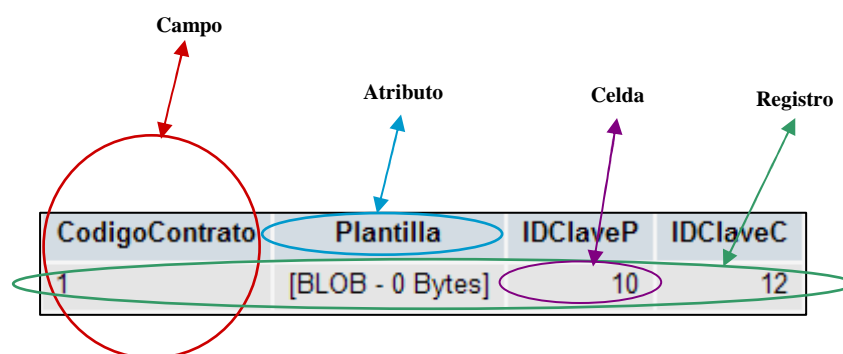 Campo
Atributo
Celda
Registro
CodigoContrato Plantilla IDClaveP IDClaveC
1 [BLOB - 0 Bytes] 10 12